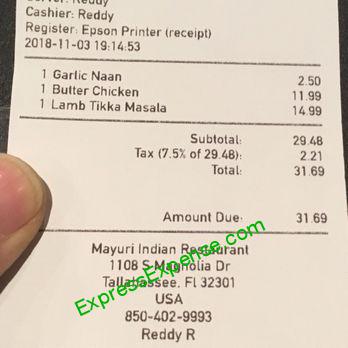 Server: Reddy
Cashier: Reddy
Register: Epson Printer (receipt)
2018-11-03 19:14:53
1 Garlic Naan 2.50
1 Butter Chicken 11.99
1 Lamb Tikka Masala 14.99
Subtotal: 29.48
Tax (7.5% of 29.48): 2.21
Total: 31.69
Amount Due: 31.69
Mayuri Indian Restaurant
1108 S Magnolia Dr
Tallahassee, Fl 32301
USA
850-402-9993
Reddy R
ExpressExpense.com